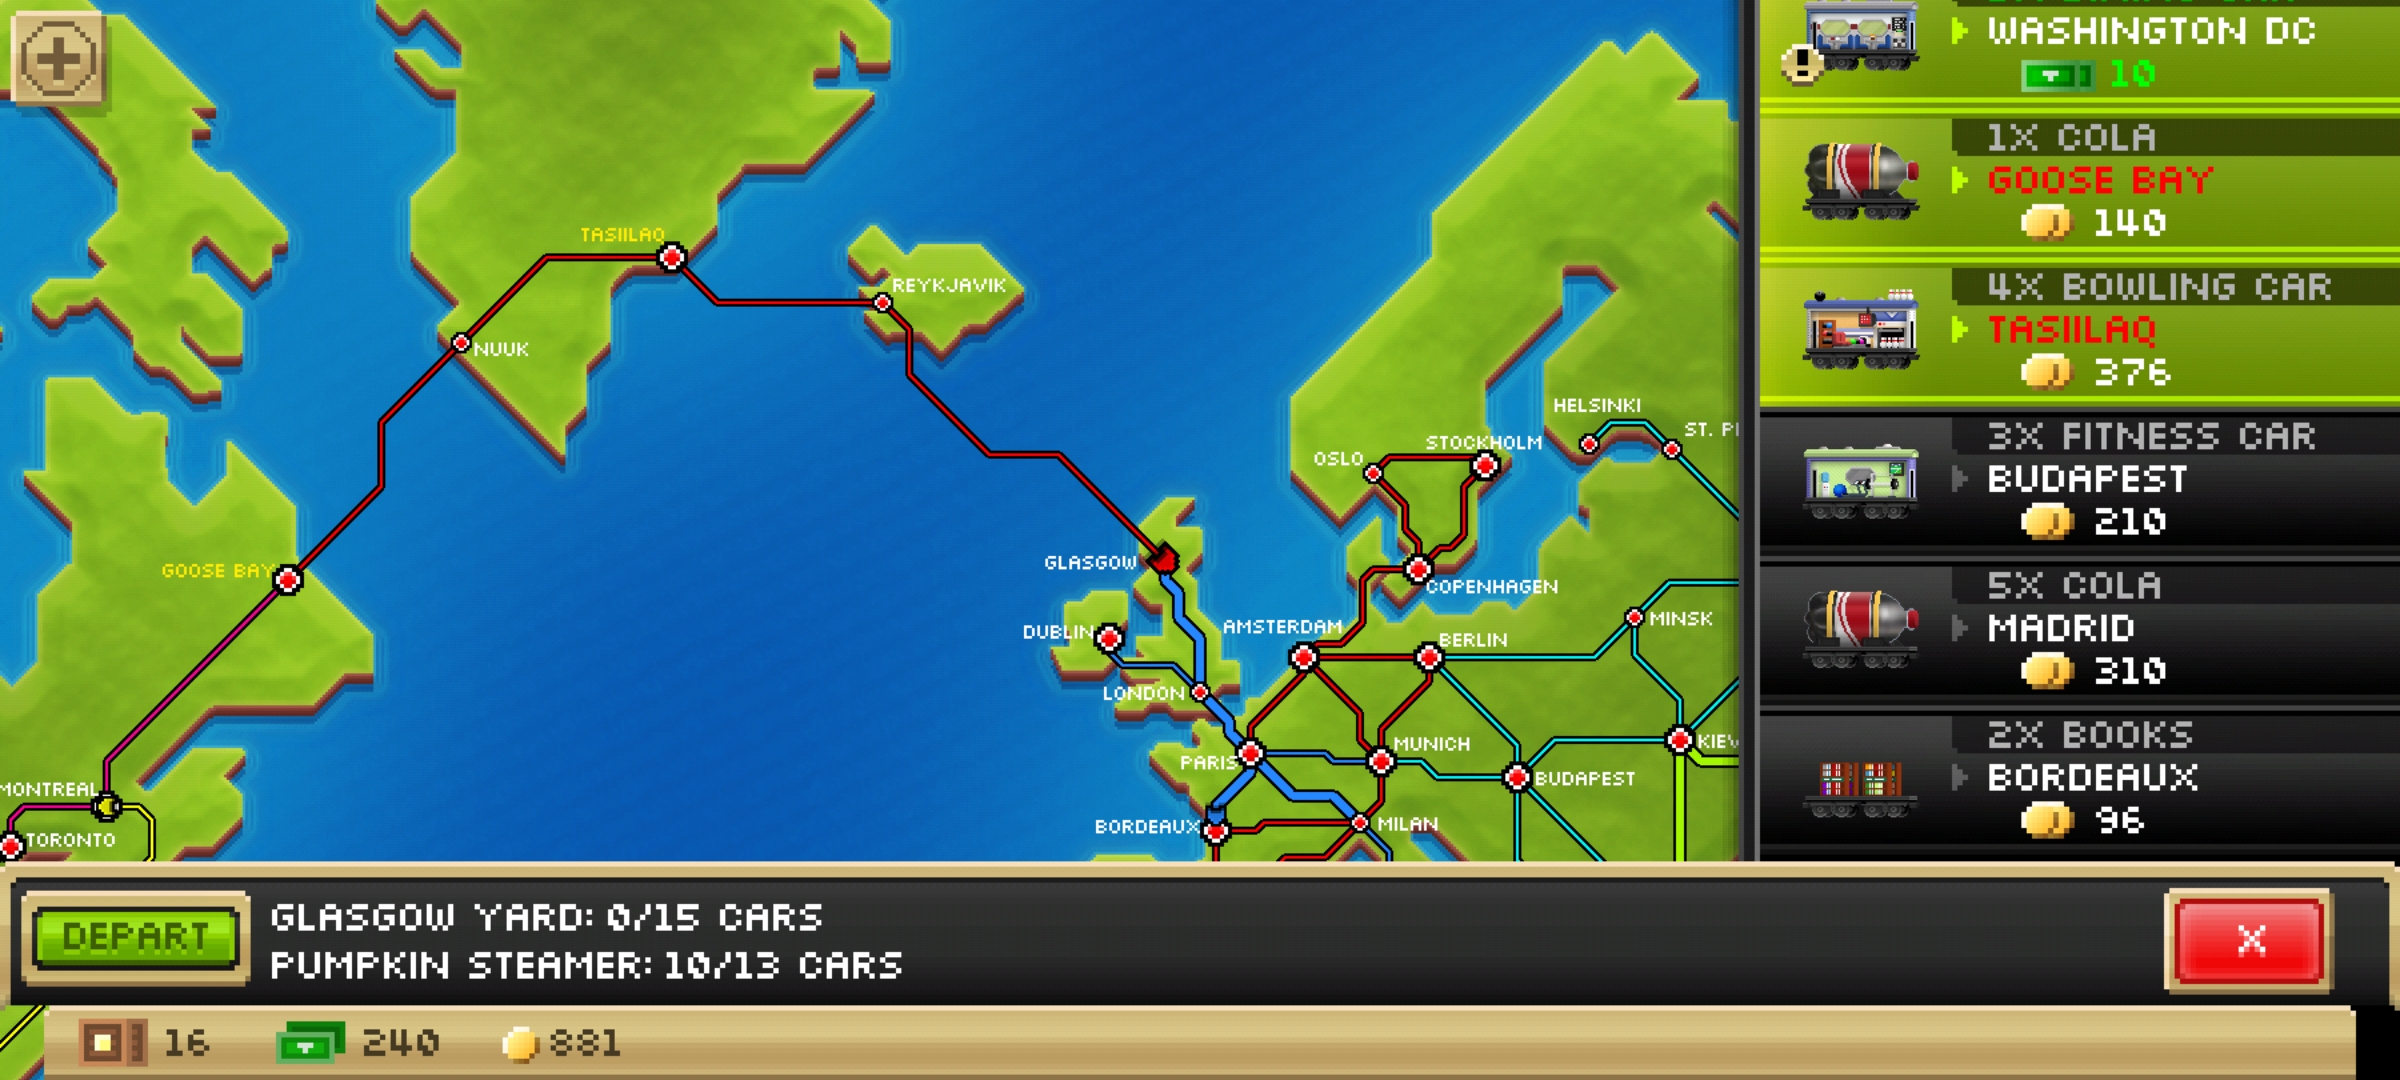 WASHINGTON DC
10
1X COLA
GOOSE BAY
140
4X BOWLING CAR
TASIILAQ
376
3X FITNESS CAR
BUDAPEST
210
5X COLA
MADRID
310
2X BOOKS
BORDEAUX
96
TASIILAQ
REYKJAVIK
NUUK
HELSINKI
ST. P
STOCKHOLM
OSLO
GLASGOW
GOOSE BAY
COPENHAGEN
MINSK
AMSTERDAM
DUBLIN
BERLIN
LONDON
KIEV
MUNICH
PARIS
BUDAPEST
MONTREAL
BORDEAUX
MILAN
TORONTO
DEPART
GLASGOW YARD: 0/15 CARS
PUMPKIN STEAMER: 10/13 CARS
X
16
240
881